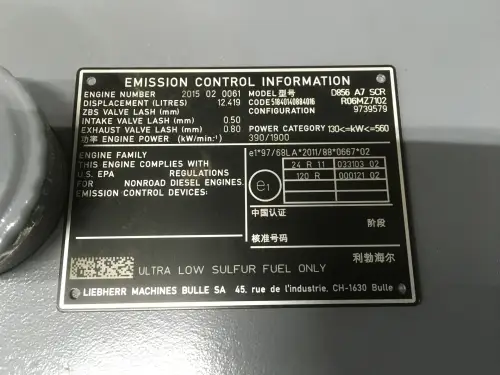 EMISSION CONTROL INFORMATION
ENGINE NUMBER 2015 02 0061 MODEL型号 D856 A7 SCR
DISPLACEMENT (LITRES) 12.419 CODE 51840140884016 R06MZ7102
ZBS VALVE LASH (mm) CONFIGURATION 9739579
INTAKE VALVE LASH (mm) 0.50
EXHAUST VALVE LASH (mm) 0.80 POWER CATEGORY 130<=kW<=560
功率 ENGINE POWER (kW/min-¹) 390/1900
ENGINE FAMILY e1*97/68LA*2011/88*0667*02
THIS ENGINE COMPLIES WITH 24 R 11 033103 02
U.S. EPA REGULATIONS 120 R 000121 02
FOR NONROAD DIESEL ENGINES. e1
EMISSION CONTROL DEVICES:
中国认证
阶段
核准号码
利勃海尔
ULTRA LOW SULFUR FUEL ONLY
LIEBHERR MACHINES BULLE SA 45, rue de l'industrie, CH-1630 Bulle